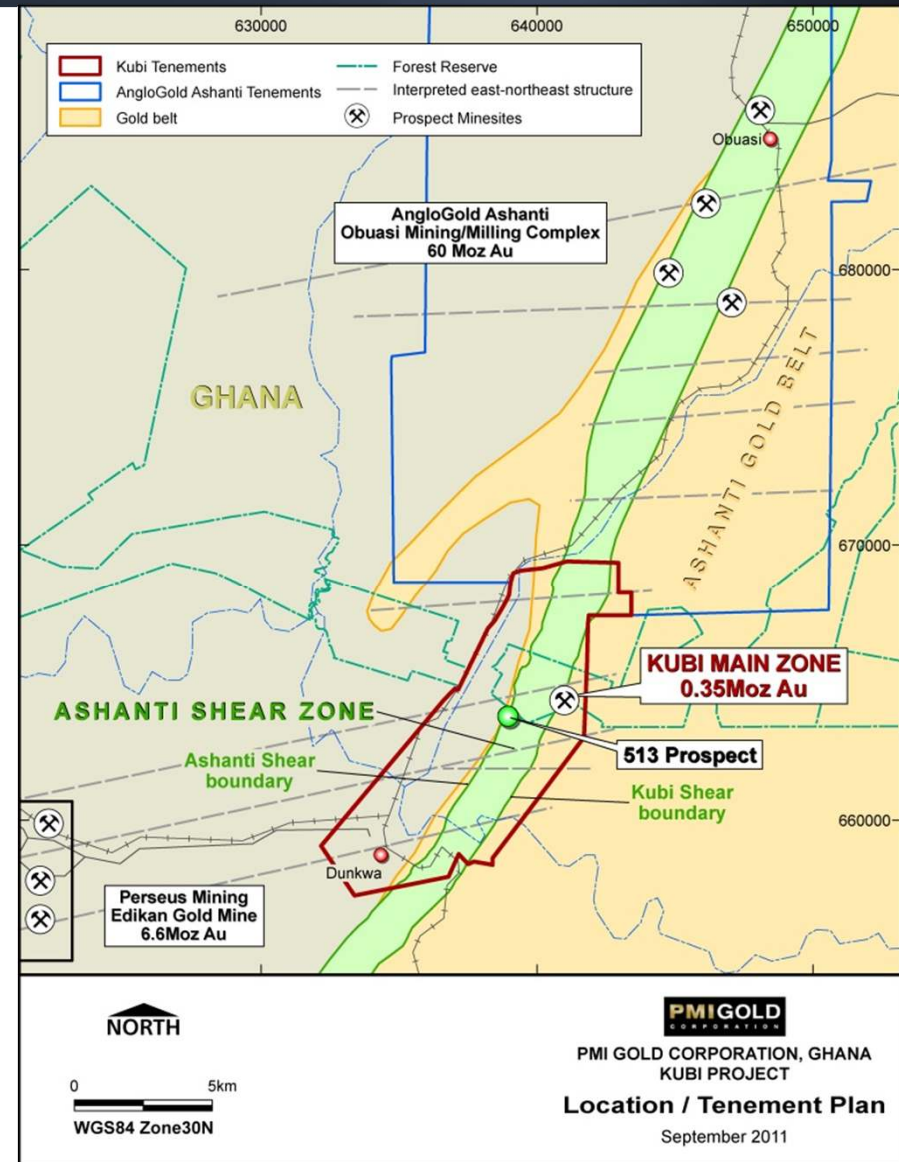 630000
640000
650000
Kubi Tenements
AngloGold Ashanti Tenements
Gold belt
Forest Reserve
Interpreted east-northeast structure
Prospect Minesites
Obuasi
AngloGold Ashanti
Obuasi Mining/Milling Complex
60 Moz Au
680000
GHANA
ASHANTI GOLD BELT
670000
KUBI MAIN ZONE
0.35Moz Au
ASHANTI SHEAR ZONE
513 Prospect
Ashanti Shear
boundary
Kubi Shear
boundary
660000
Dunkwa
Perseus Mining
Edikan Gold Mine
6.6Moz Au
NORTH
0 5km
WGS84 Zone30N
PMIGOLD
CORPORATION
PMI GOLD CORPORATION, GHANA
KUBI PROJECT
Location / Tenement Plan
September 2011